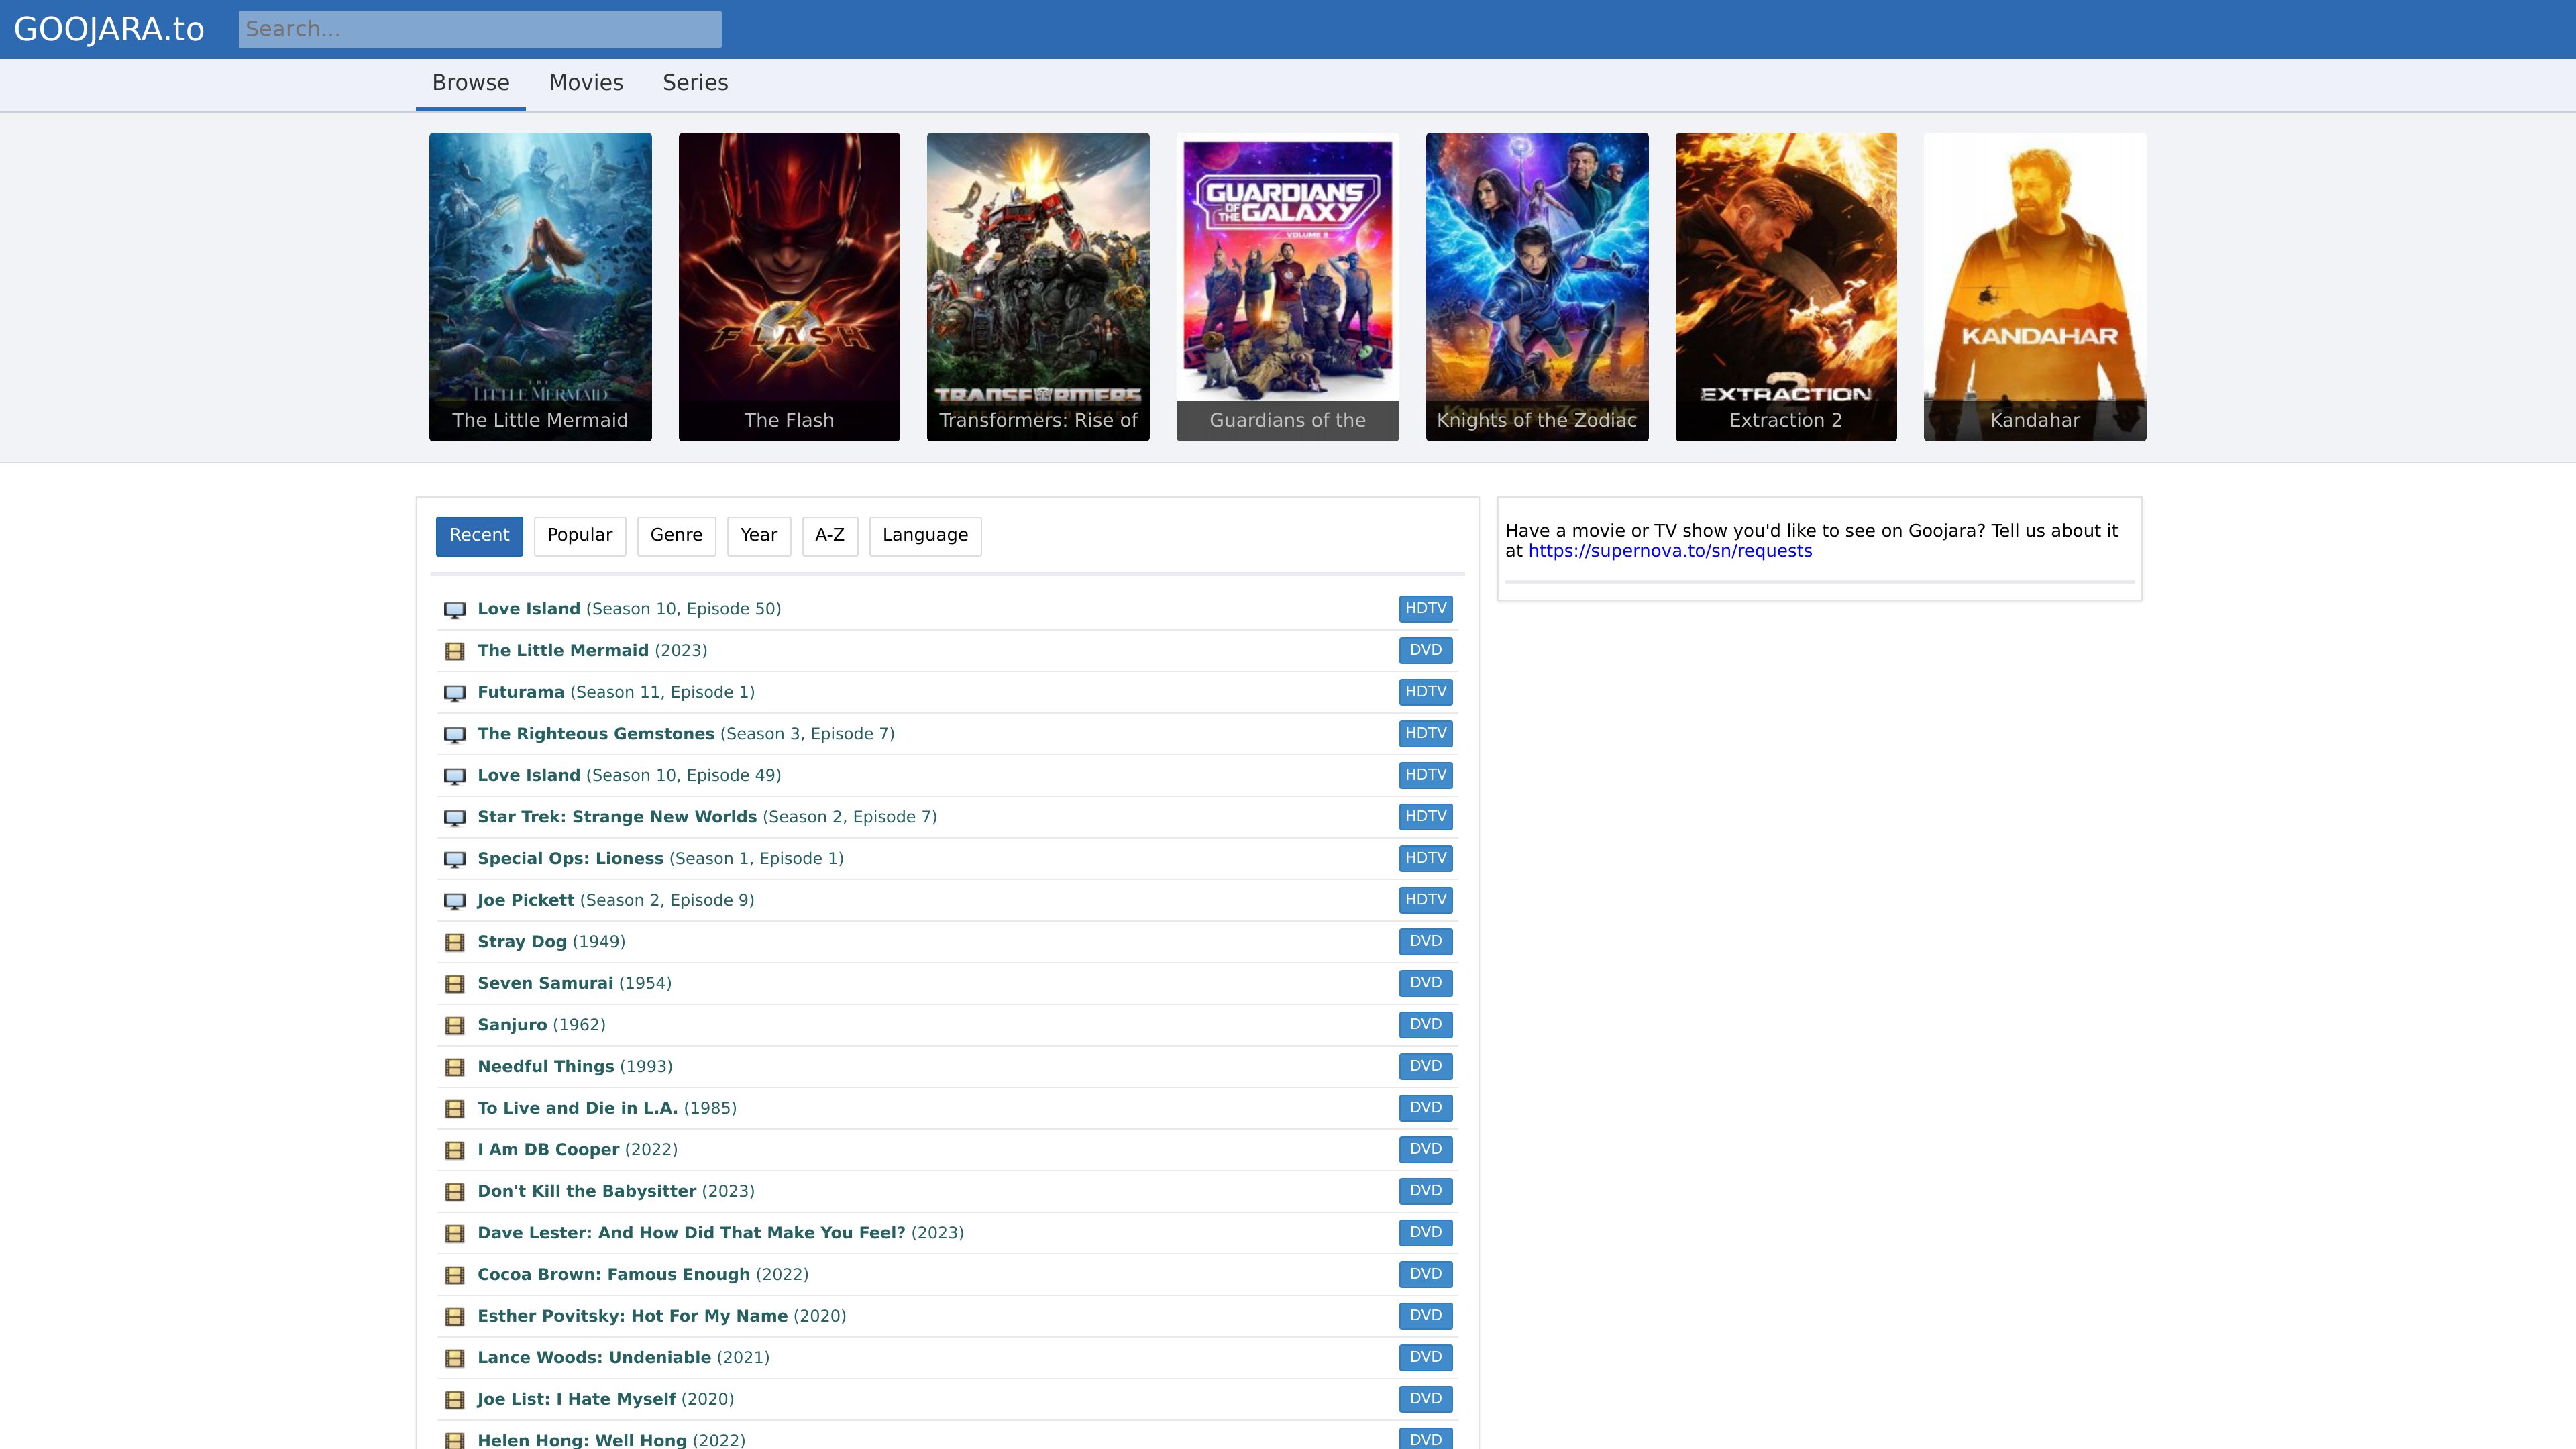 GOOJARA.to
Search...
Browse
Movies
Series
THE
LITTLE MERMAID
The Little Mermaid
FLASH
The Flash
TRANSFORMERS
Transformers: Rise of
GUARDIANS
OF THE
GALAXY
VOLUME 3
Guardians of the
Knights of the Zodiac
EXTRACTION
2
Extraction 2
KANDAHAR
Kandahar
Recent
Popular
Genre
Year
A-Z
Language
Love Island (Season 10, Episode 50) HDTV
The Little Mermaid (2023) DVD
Futurama (Season 11, Episode 1) HDTV
The Righteous Gemstones (Season 3, Episode 7) HDTV
Love Island (Season 10, Episode 49) HDTV
Star Trek: Strange New Worlds (Season 2, Episode 7) HDTV
Special Ops: Lioness (Season 1, Episode 1) HDTV
Joe Pickett (Season 2, Episode 9) HDTV
Stray Dog (1949) DVD
Seven Samurai (1954) DVD
Sanjuro (1962) DVD
Needful Things (1993) DVD
To Live and Die in L.A. (1985) DVD
I Am DB Cooper (2022) DVD
Don't Kill the Babysitter (2023) DVD
Dave Lester: And How Did That Make You Feel? (2023) DVD
Cocoa Brown: Famous Enough (2022) DVD
Esther Povitsky: Hot For My Name (2020) DVD
Lance Woods: Undeniable (2021) DVD
Joe List: I Hate Myself (2020) DVD
Helen Hong: Well Hong (2022) DVD
Have a movie or TV show you'd like to see on Goojara? Tell us about it
at https://supernova.to/sn/requests